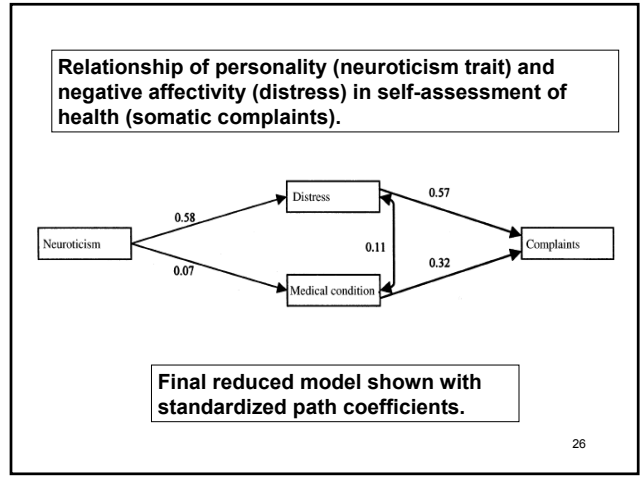 Relationship of personality (neuroticism trait) and
negative affectivity (distress) in self-assessment of
health (somatic complaints).
Distress
0.57
0.58
Neuroticism
0.11
Complaints
0.07
0.32
Medical condition
Final reduced model shown with
standardized path coefficients.
26